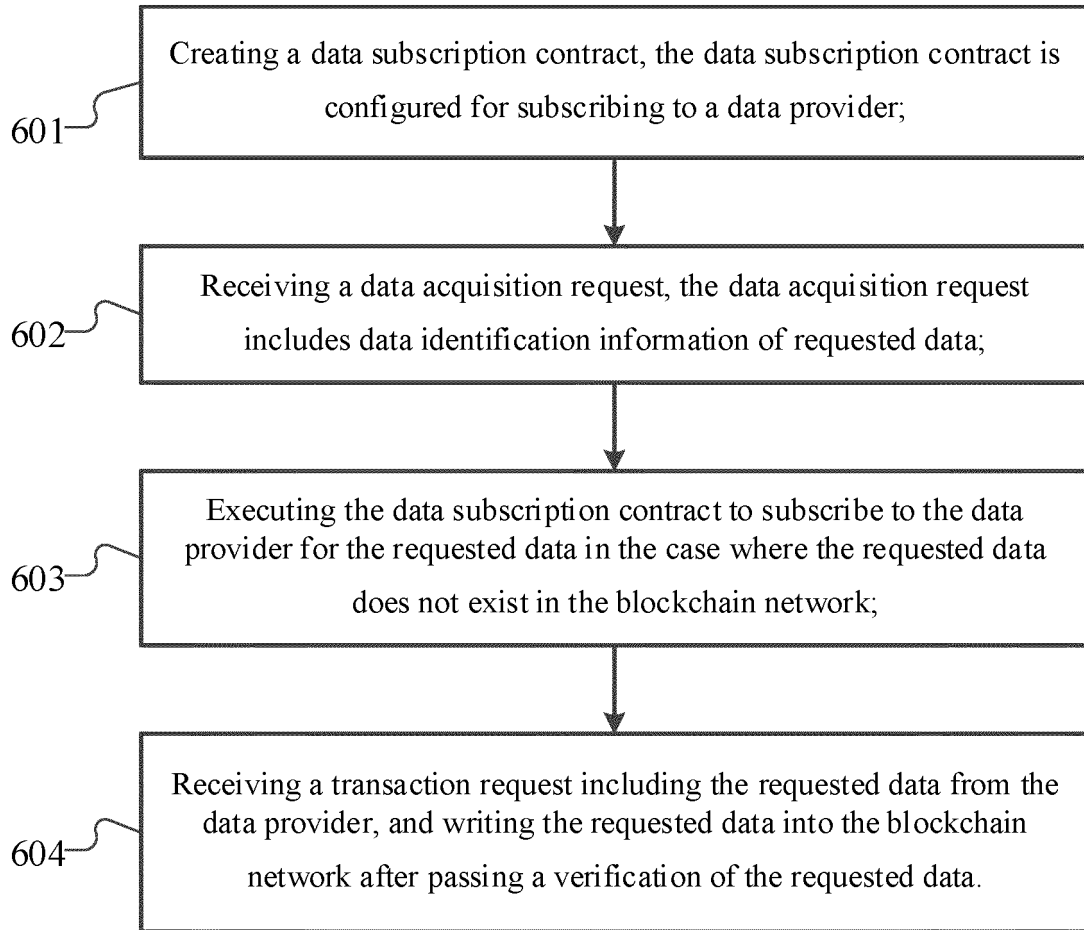 Creating a data subscription contract, the data subscription contract is
configured for subscribing to a data provider;
601
Receiving a data acquisition request, the data acquisition request
includes data identification information of requested data;
602
Executing the data subscription contract to subscribe to the data
provider for the requested data in the case where the requested data
does not exist in the blockchain network;
603
Receiving a transaction request including the requested data from the
data provider, and writing the requested data into the blockchain
network after passing a verification of the requested data.
604